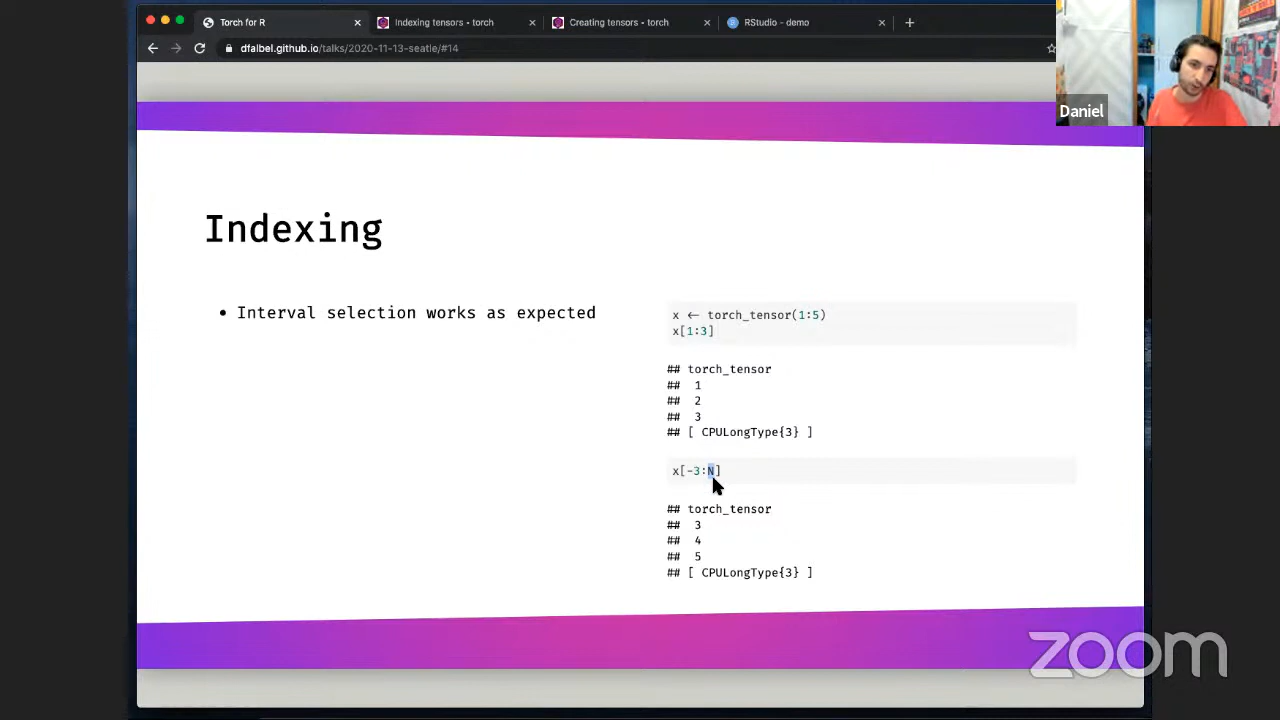 Torch for R
Indexing tensors - torch
Creating tensors - torch
RStudio - demo
dfalbel.github.io/talks/2020-11-13-seatle/#14
Daniel
Indexing
• Interval selection works as expected
x <- torch_tensor(1:5)
x[1:3]
## torch_tensor
##  1
##  2
##  3
## [ CPULongType{3} ]
x[-3:N]
## torch_tensor
##  3
##  4
##  5
## [ CPULongType{3} ]
zoom